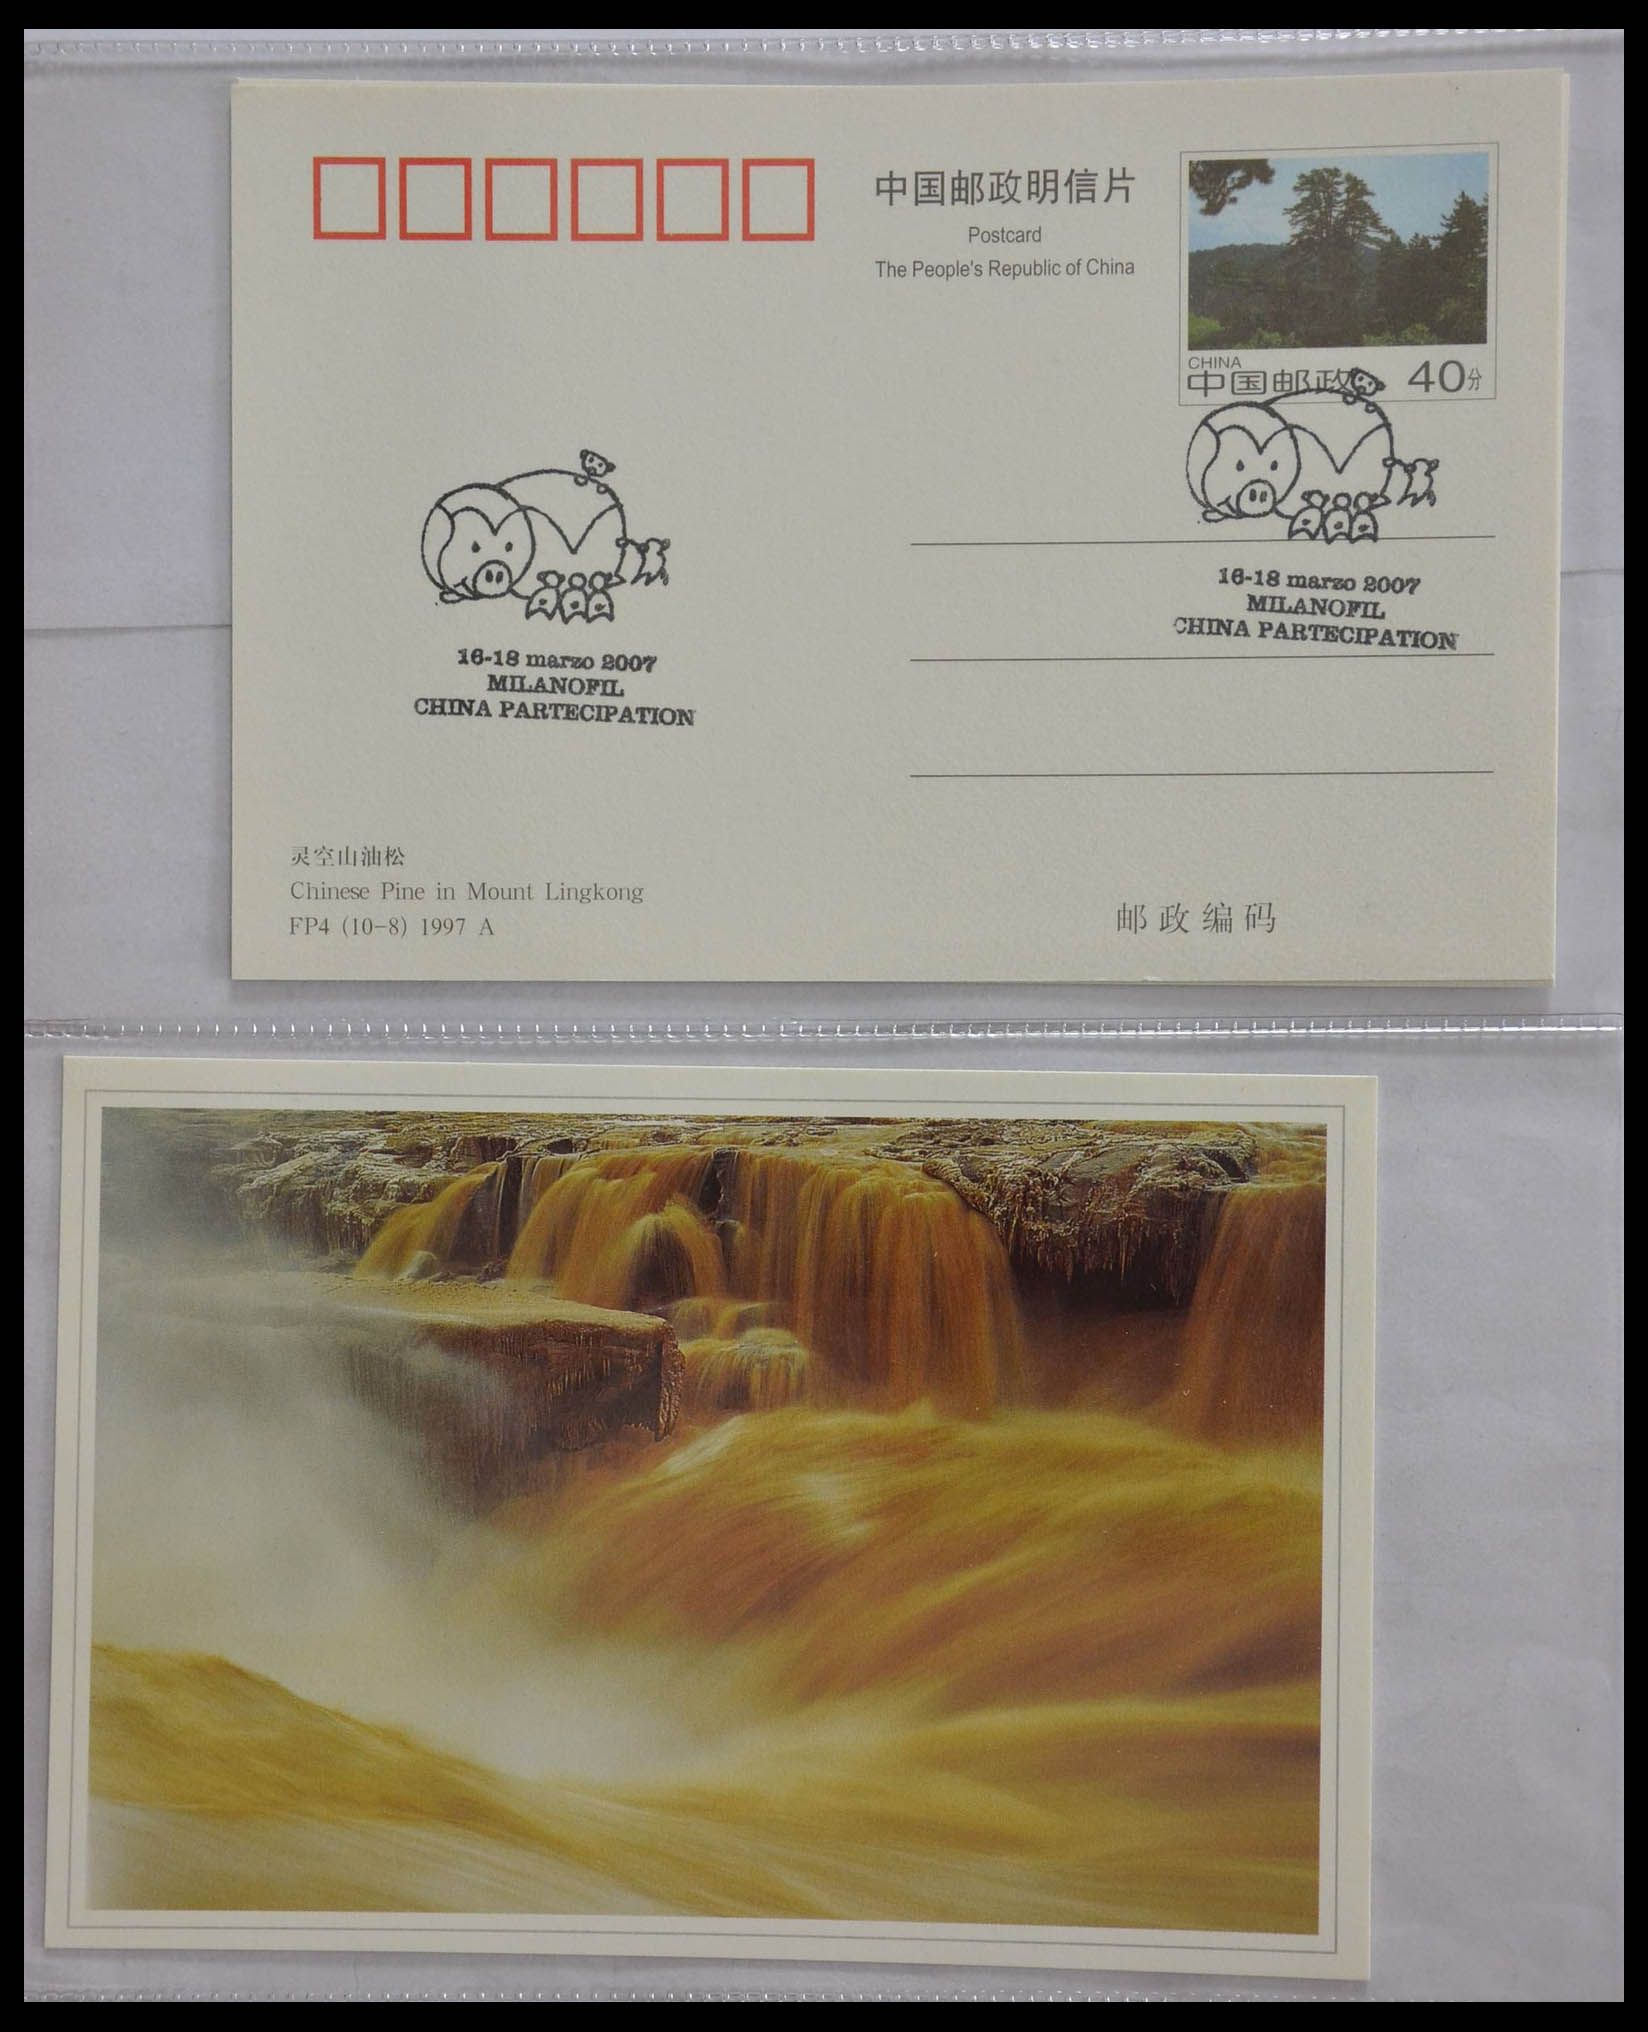 中国邮政明信片
Postcard
The People's Republic of China
CHINA
中国邮政 40分
16-18 marzo 2007
MILANOFIL
CHINA PARTECIPATION
16-18 marzo 2007
MILANOFIL
CHINA PARTECIPATION
灵空山油松
Chinese Pine in Mount Lingkong
FP4 (10-8) 1997 A
邮政编码